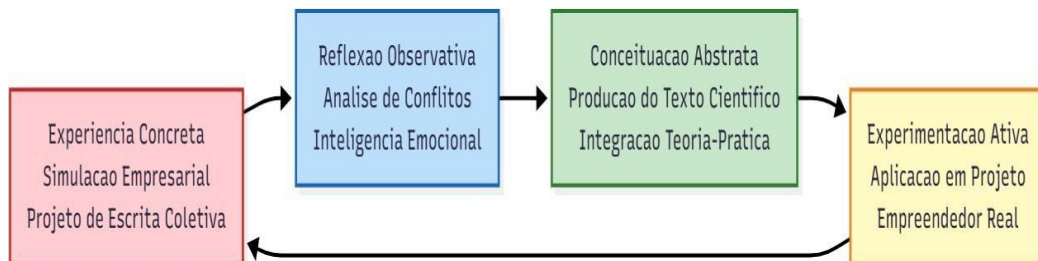 Experiencia Concreta
Simulacao Empresarial
Projeto de Escrita Coletiva
Reflexao Observativa
Analise de Conflitos
Inteligencia Emocional
Conceituacao Abstrata
Producao do Texto Cientifico
Integracao Teoria-Pratica
Experimentacao Ativa
Aplicacao em Projeto
Empreendedor Real